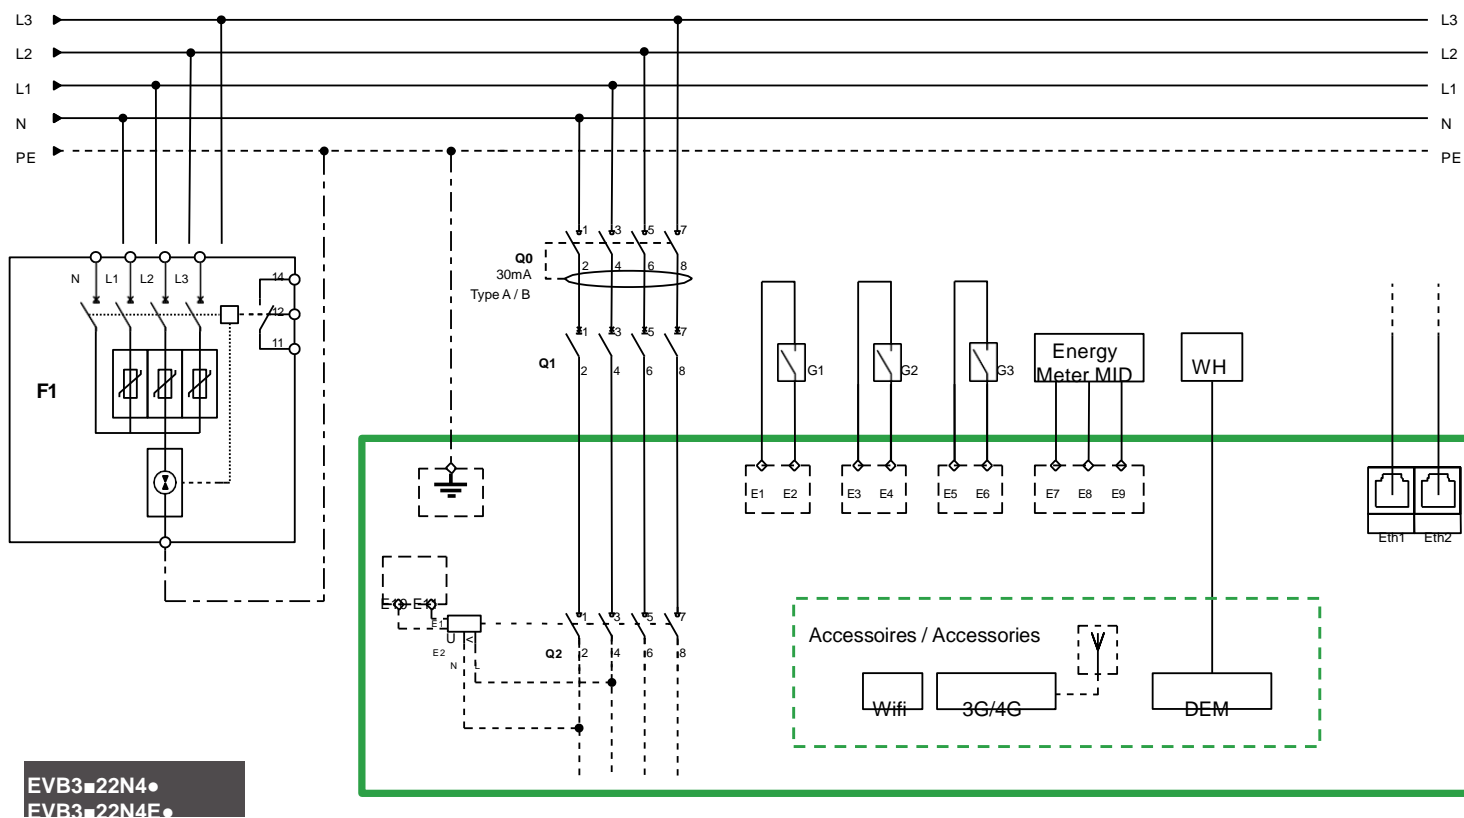 L3 L3
L2 L2
L1 L1
N N
PE PE
1 3 5 7
Q0
30mA
Type A / B
2 4 6 8
N L1 L2 L3
14
12
11
F1
1 3 5 7
Q1
2 4 6 8
G1
G2
G3
Energy
Meter MID
WH
E1 E2
E3 E4
E5 E6
E7 E8 E9
Eth1 Eth2
E10 E11
E1
U <
E2
N L
1 3 5 7
Q2
2 4 6 8
Accessoires / Accessories
Wifi
3G/4G
DEM
EVB3■22N4●
EVB3■22N4E●